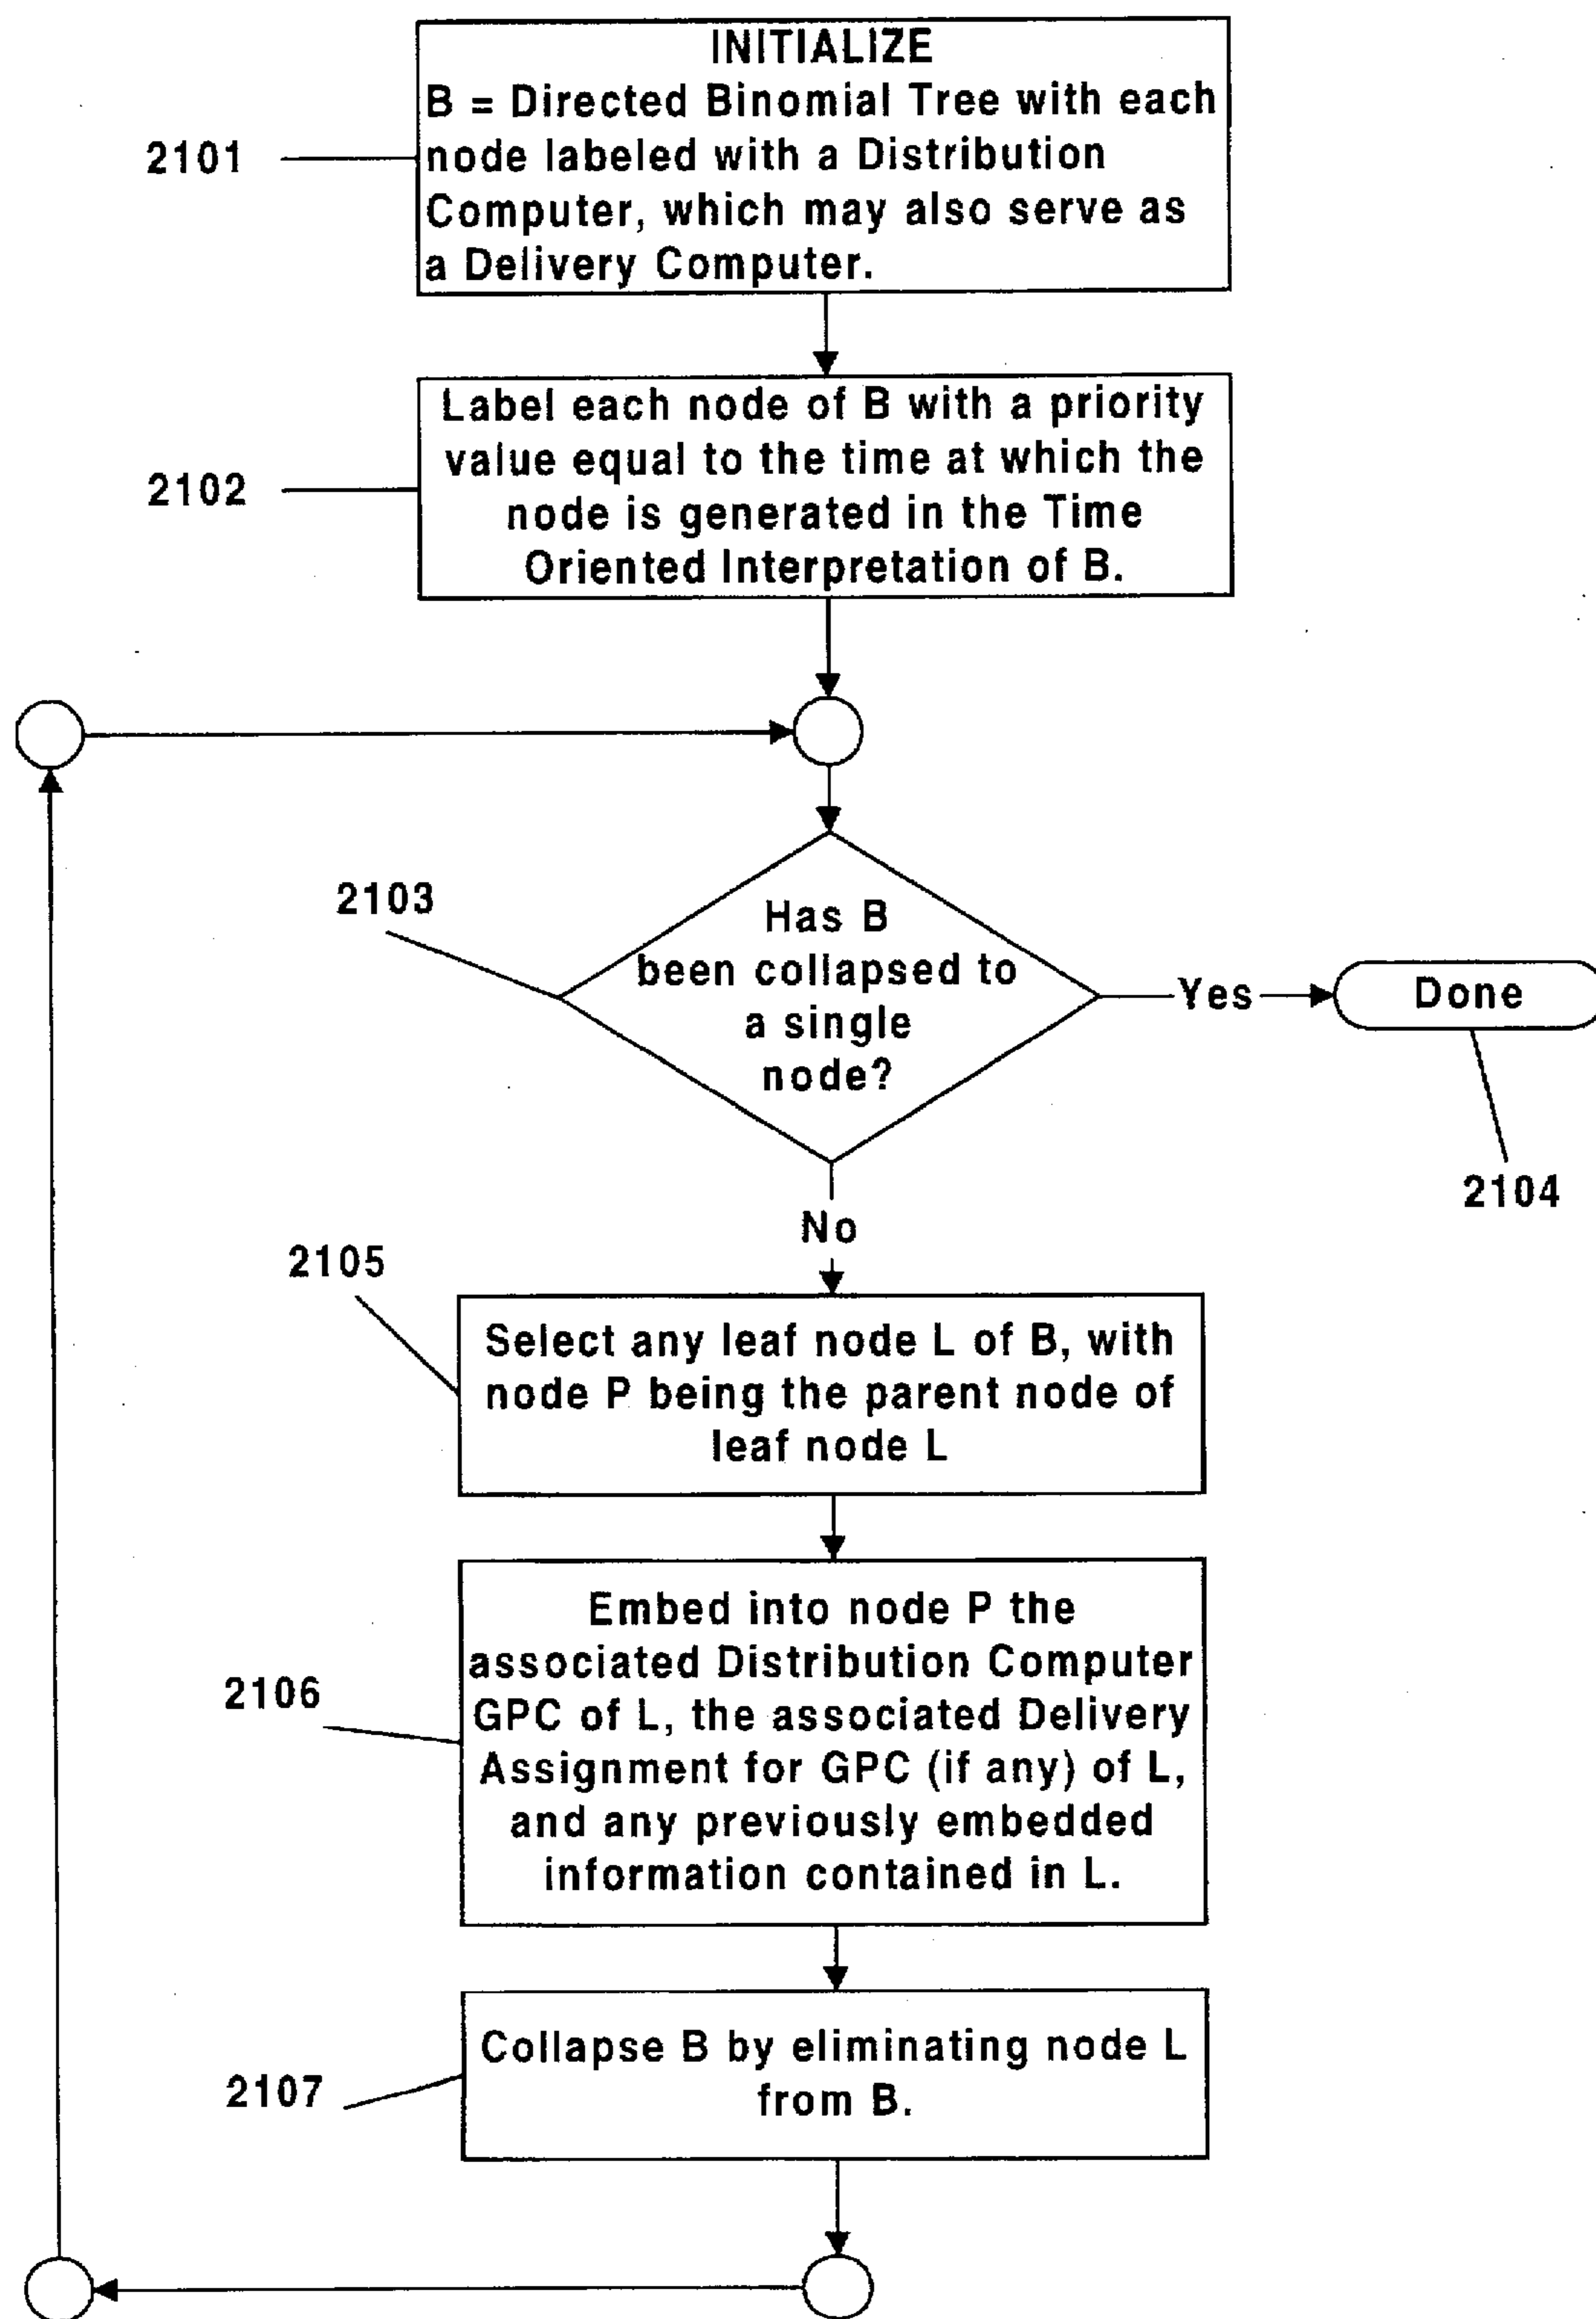 INITIALIZE
B = Directed Binomial Tree with each
node labeled with a Distribution
Computer, which may also serve as
a Delivery Computer.
2101
Label each node of B with a priority
value equal to the time at which the
node is generated in the Time
Oriented Interpretation of B.
2102
2103
Has B
been collapsed to
a single
node?
Yes
Done
2104
No
2105
Select any leaf node L of B, with
node P being the parent node of
leaf node L
Embed into node P the
associated Distribution Computer
GPC of L, the associated Delivery
Assignment for GPC (if any) of L,
and any previously embedded
information contained in L.
2106
Collapse B by eliminating node L
from B.
2107